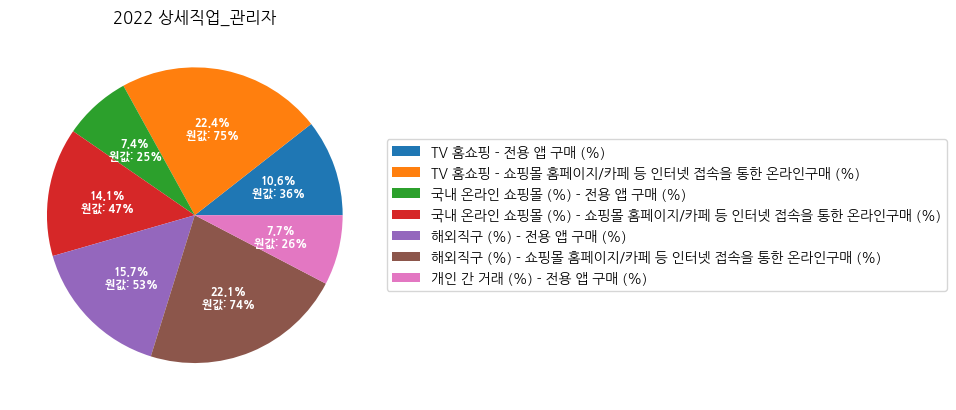 2022 상세직업_관리자
22.4%
원값: 75%
7.4%
원값: 25%
10.6%
원값: 36%
14.1%
원값: 47%
7.7%
원값: 26%
15.7%
원값: 53%
22.1%
원값: 74%
TV 홈쇼핑 - 전용 앱 구매 (%)
TV 홈쇼핑 - 쇼핑몰 홈페이지/카페 등 인터넷 접속을 통한 온라인구매 (%)
국내 온라인 쇼핑몰 (%) - 전용 앱 구매 (%)
국내 온라인 쇼핑몰 (%) - 쇼핑몰 홈페이지/카페 등 인터넷 접속을 통한 온라인구매 (%)
해외직구 (%) - 전용 앱 구매 (%)
해외직구 (%) - 쇼핑몰 홈페이지/카페 등 인터넷 접속을 통한 온라인구매 (%)
개인 간 거래 (%) - 전용 앱 구매 (%)